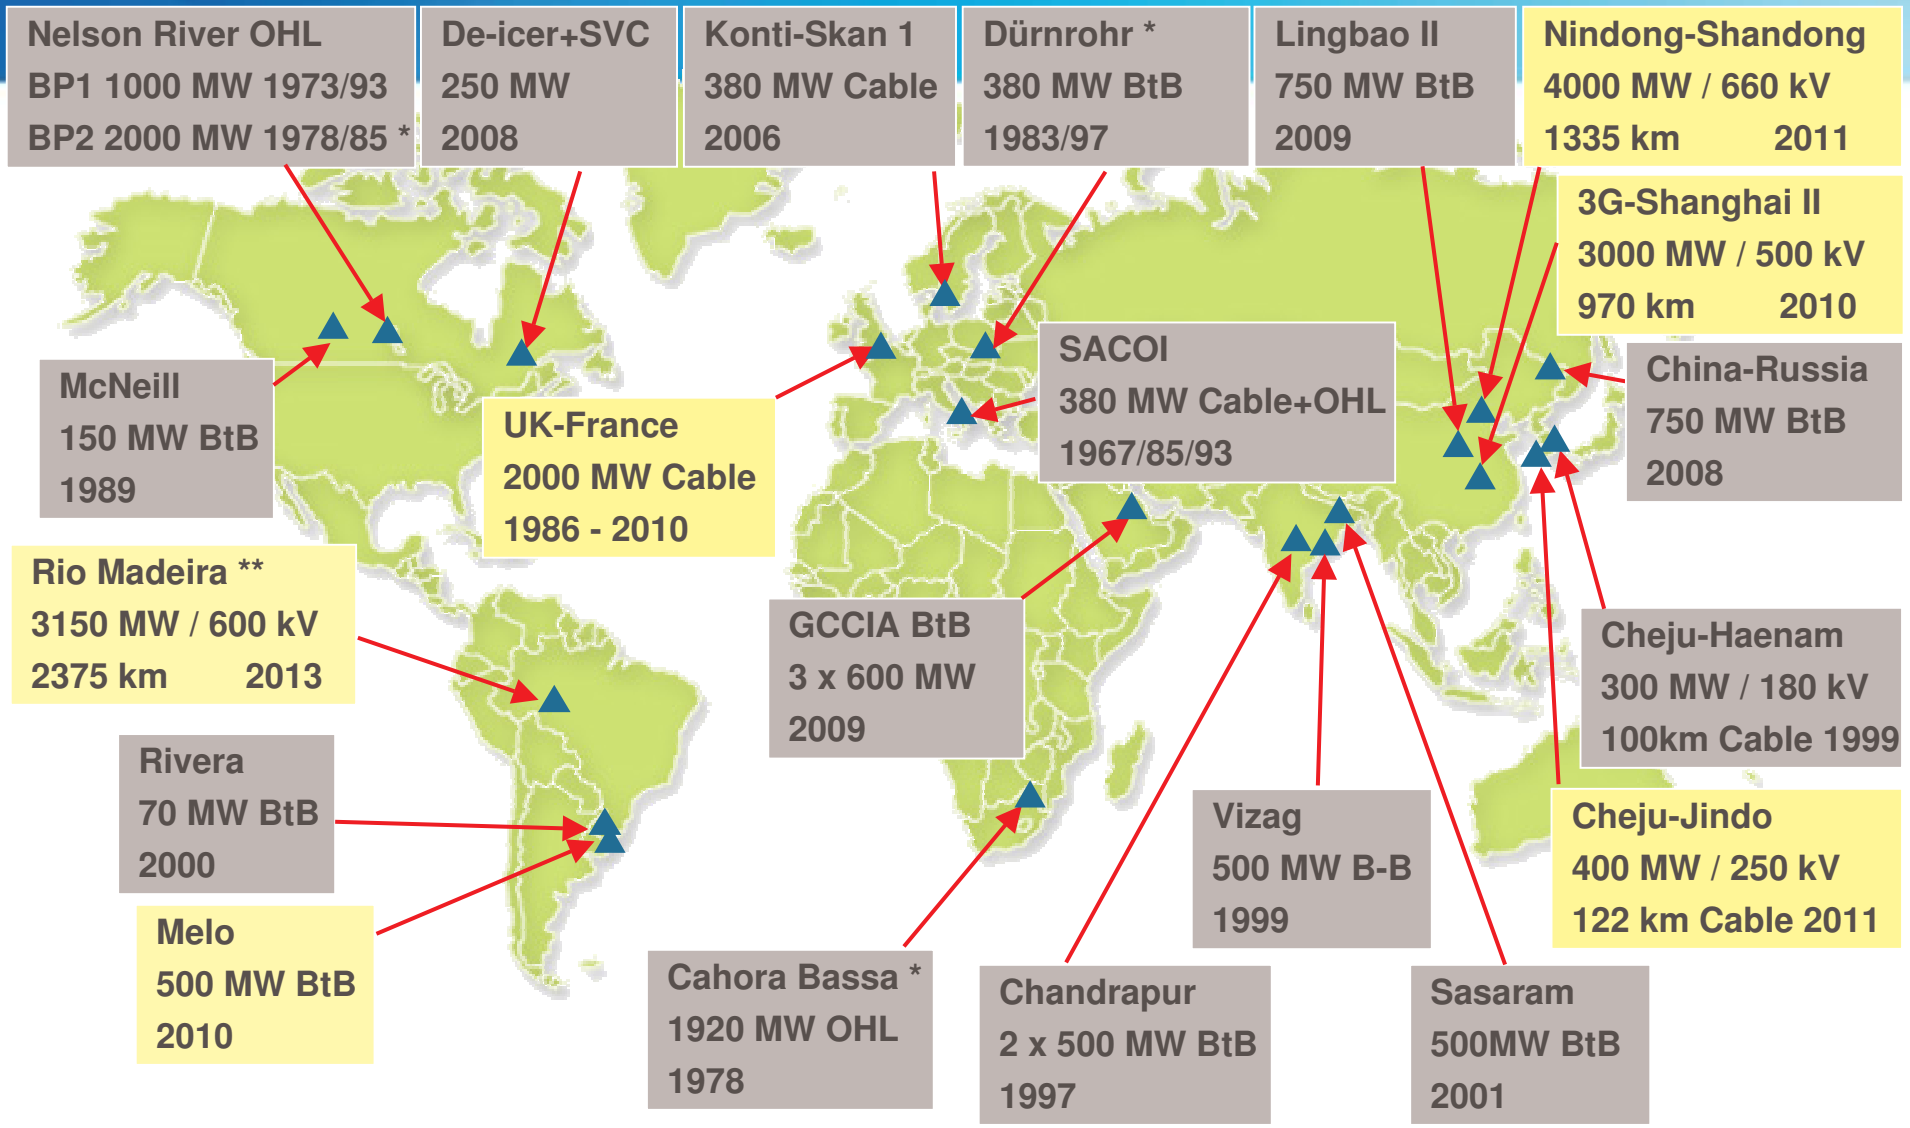 Nelson River OHL
BP1 1000 MW 1973/93
BP2 2000 MW 1978/85 *
De-icer+SVC
250 MW
2008
Konti-Skan 1
380 MW Cable
2006
Dürnrohr *
380 MW BtB
1983/97
Lingbao II
750 MW BtB
2009
Nindong-Shandong
4000 MW / 660 kV
1335 km 2011
3G-Shanghai II
3000 MW / 500 kV
970 km 2010
McNeill
150 MW BtB
1989
UK-France
2000 MW Cable
1986 - 2010
SACOI
380 MW Cable+OHL
1967/85/93
China-Russia
750 MW BtB
2008
Rio Madeira **
3150 MW / 600 kV
2375 km 2013
GCCIA BtB
3 x 600 MW
2009
Cheju-Haenam
300 MW / 180 kV
100km Cable 1999
Rivera
70 MW BtB
2000
Vizag
500 MW B-B
1999
Cheju-Jindo
400 MW / 250 kV
122 km Cable 2011
Melo
500 MW BtB
2010
Cahora Bassa *
1920 MW OHL
1978
Chandrapur
2 x 500 MW BtB
1997
Sasaram
500MW BtB
2001